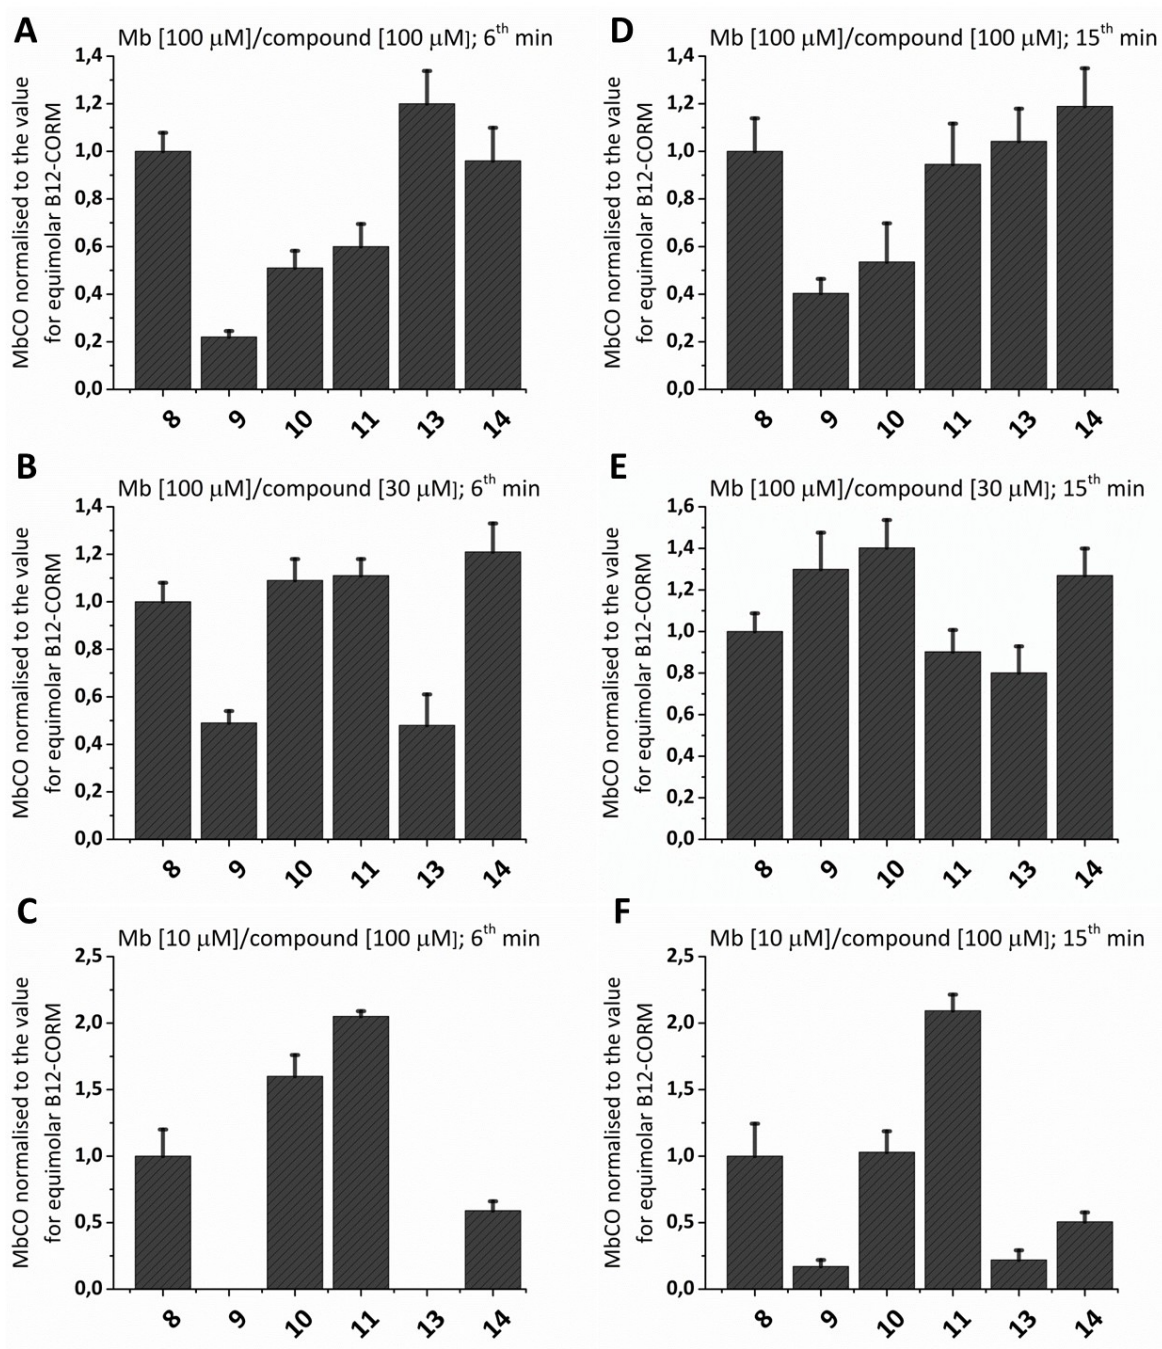 A
Mb [100 μM]/compound [100 μM]; 6th min
MbCO normalised to the value
for equimolar B12-CORM
1,4
1,2
1,0
0,8
0,6
0,4
0,2
0,0
8 9 10 11 13 14
D
Mb [100 μM]/compound [100 μM]; 15th min
MbCO normalised to the value
for equimolar B12-CORM
1,4
1,2
1,0
0,8
0,6
0,4
0,2
0,0
8 9 10 11 13 14
B
Mb [100 μM]/compound [30 μM]; 6th min
MbCO normalised to the value
for equimolar B12-CORM
1,4
1,2
1,0
0,8
0,6
0,4
0,2
0,0
8 9 10 11 13 14
E
Mb [100 μM]/compound [30 μM]; 15th min
MbCO normalised to the value
for equimolar B12-CORM
1,6
1,4
1,2
1,0
0,8
0,6
0,4
0,2
0,0
8 9 10 11 13 14
C
Mb [10 μM]/compound [100 μM]; 6th min
MbCO normalised to the value
for equimolar B12-CORM
2,5
2,0
1,5
1,0
0,5
0,0
8 9 10 11 13 14
F
Mb [10 μM]/compound [100 μM]; 15th min
MbCO normalised to the value
for equimolar B12-CORM
2,5
2,0
1,5
1,0
0,5
0,0
8 9 10 11 13 14